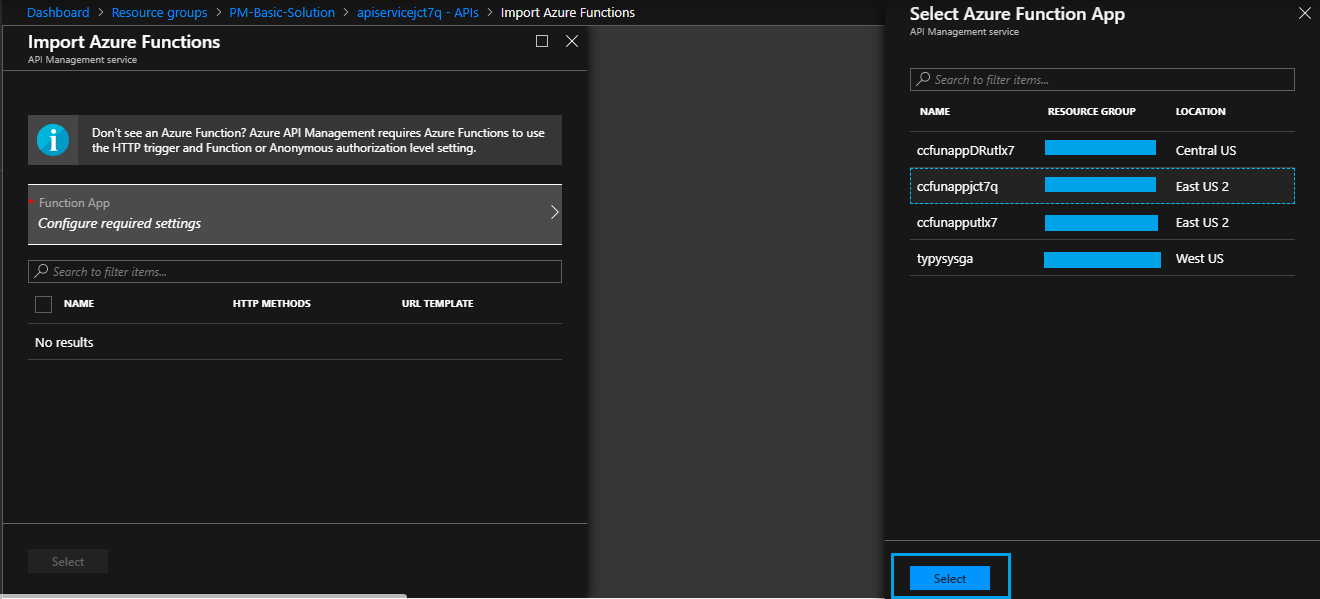 Dashboard > Resource groups > PM-Basic-Solution > apiservicejct7q - APIs > Import Azure Functions
Import Azure Functions
API Management service
Don't see an Azure Function? Azure API Management requires Azure Functions to use
the HTTP trigger and Function or Anonymous authorization level setting.
* Function App
Configure required settings
Search to filter items...
NAME HTTP METHODS URL TEMPLATE
No results
Select
Select Azure Function App
API Management service
Search to filter items...
NAME RESOURCE GROUP LOCATION
ccfunappDRutlx7 Central US
ccfunappjct7q East US 2
ccfunapputlx7 East US 2
typysysga West US
Select